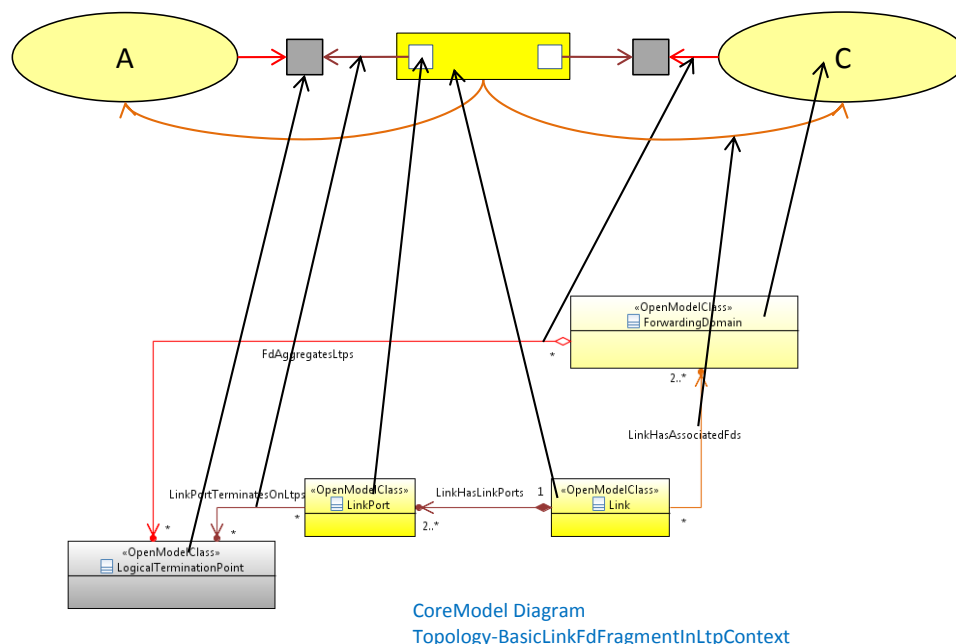 A
C
«OpenModelClass»
ForwardingDomain
FdAggregatesLtps
*
2..*
LinkHasAssociatedFds
LinkPortTerminatesOnLtps
«OpenModelClass»
LinkPort
LinkHasLinkPorts
1
«OpenModelClass»
Link
*
2..*
*
*
*
«OpenModelClass»
LogicalTerminationPoint
CoreModel Diagram
Topology-BasicLinkFdFragmentInLtpContext